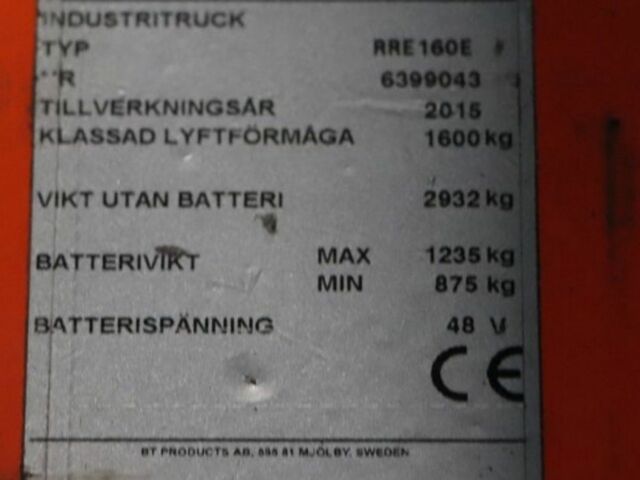 INDUSTRITRUCK
TYP RRE160E
NR 6399043
TILLVERKNINGSÅR 2015
KLASSAD LYFTFÖRMÅGA 1600 kg
VIKT UTAN BATTERI 2932 kg
BATTERIVIKT MAX 1235 kg
MIN 875 kg
BATTERISPÄNNING 48 V
CE
BT PRODUCTS AB, 595 81 MJÖLBY, SWEDEN